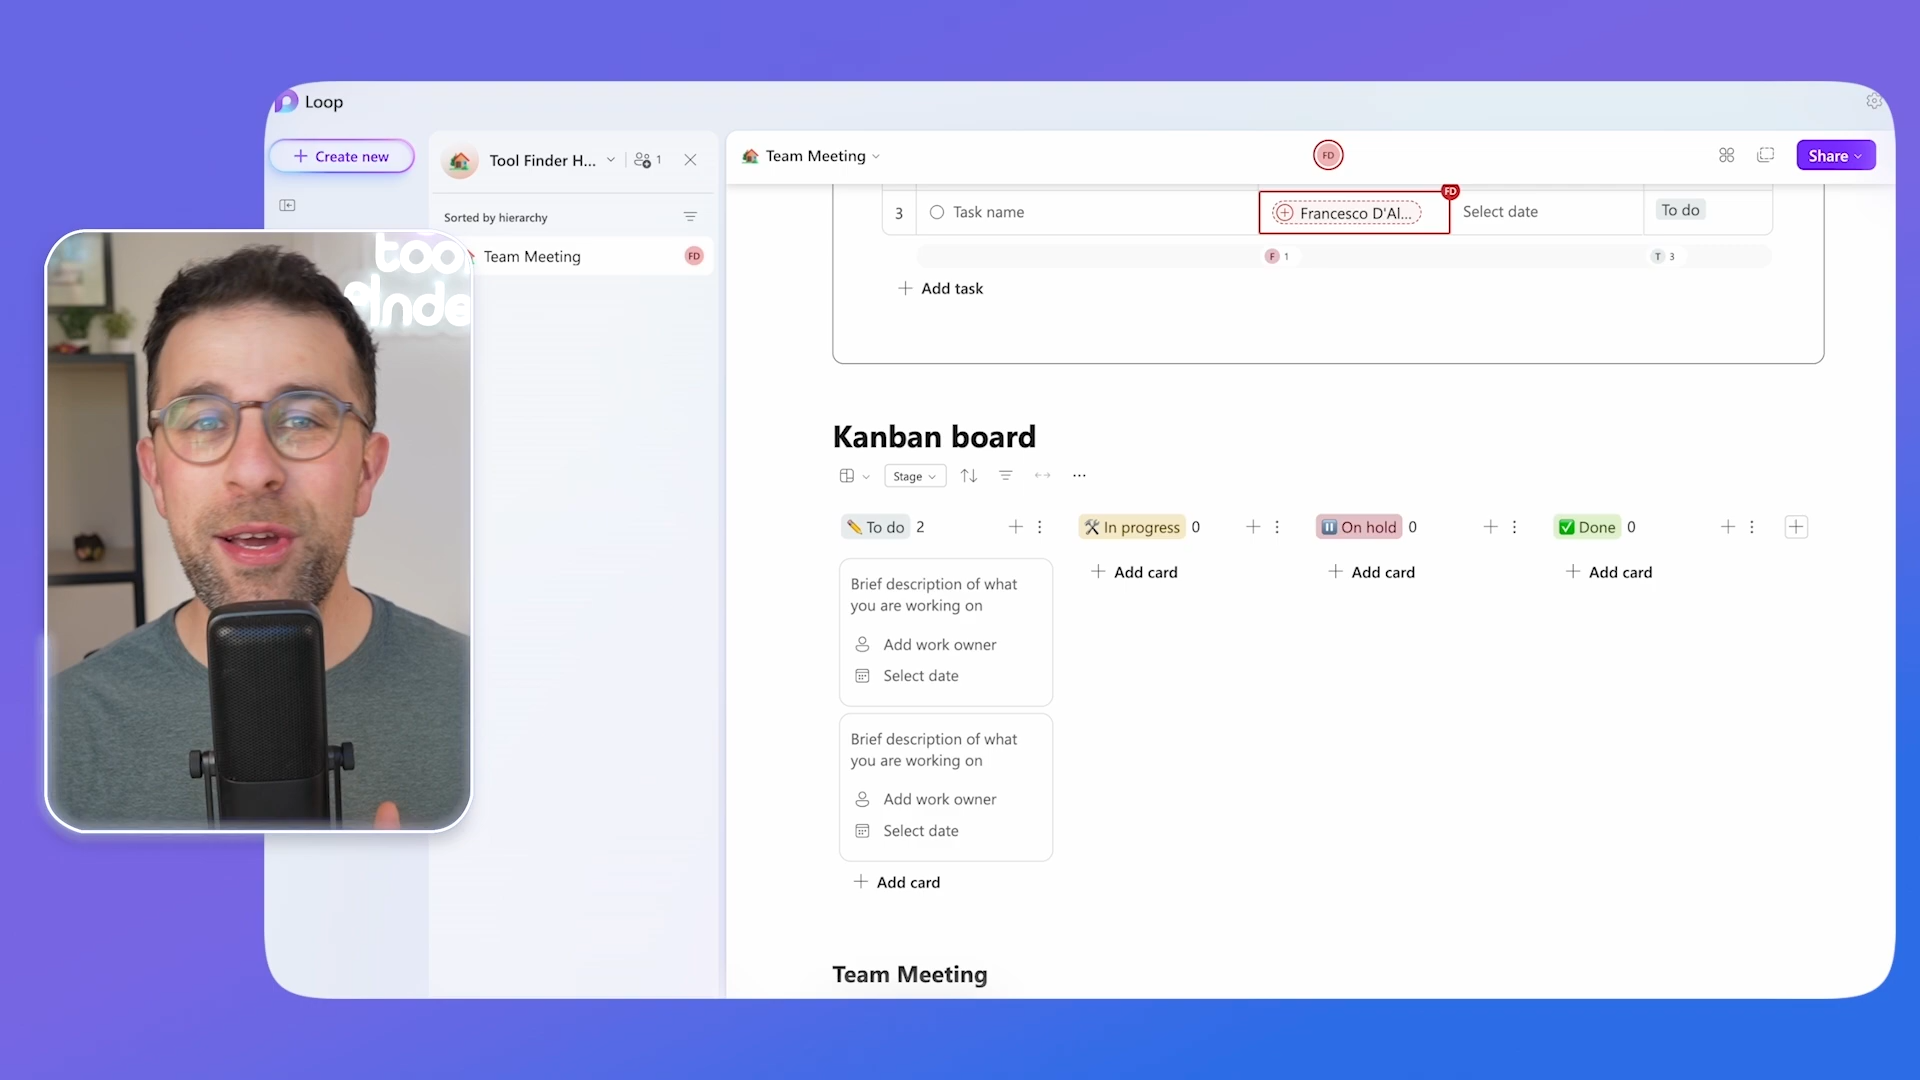 Loop
Create new
Tool Finder H...
1
Sorted by hierarchy
Team Meeting
FD
tool
finde
Team Meeting
FD
Share
3
Task name
Francesco D'Al...
FD
Select date
To do
F 1
T 3
Add task
Kanban board
Stage
To do 2
In progress 0
On hold 0
Done 0
Add card
Add card
Add card
Brief description of what
you are working on
Add work owner
Select date
Brief description of what
you are working on
Add work owner
Select date
Add card
Team Meeting